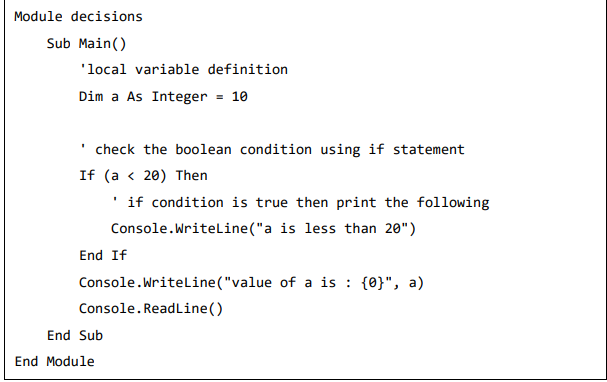 Module decisions
    Sub Main()
        'local variable definition
        Dim a As Integer = 10
        ' check the boolean condition using if statement
        If (a < 20) Then
            ' if condition is true then print the following
            Console.WriteLine("a is less than 20")
        End If
        Console.WriteLine("value of a is : {0}", a)
        Console.ReadLine()
    End Sub
End Module